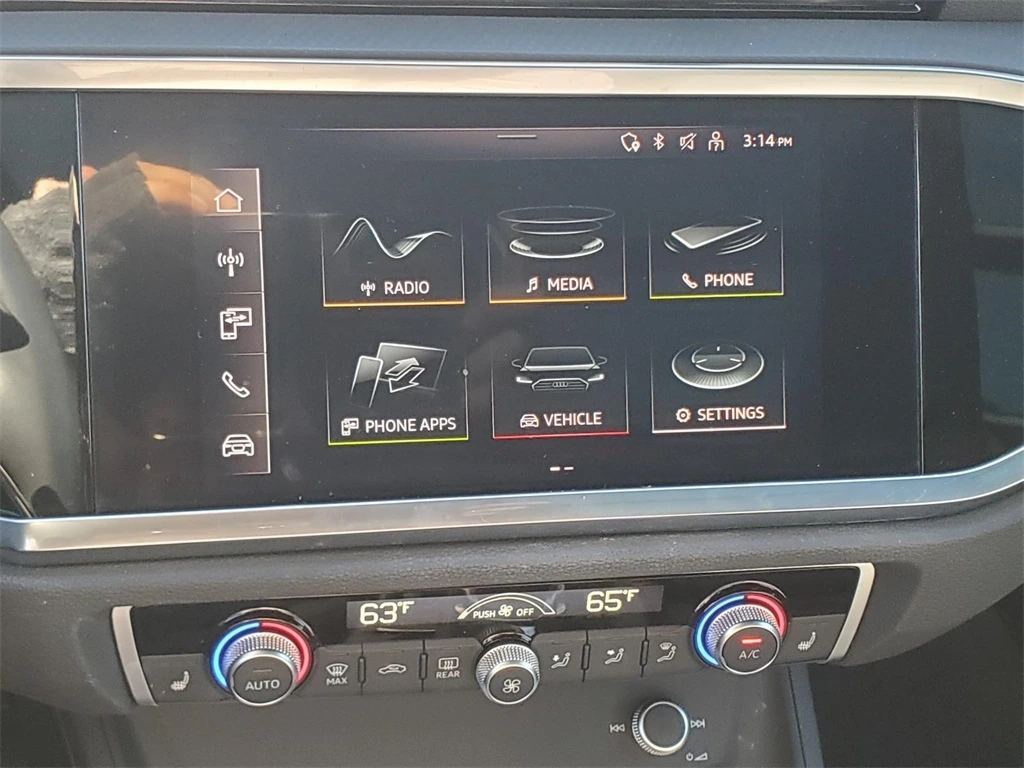 3:14 PM
RADIO
MEDIA
PHONE
PHONE APPS
VEHICLE
SETTINGS
63°F
PUSH OFF
65°F
AUTO
MAX
REAR
A/C